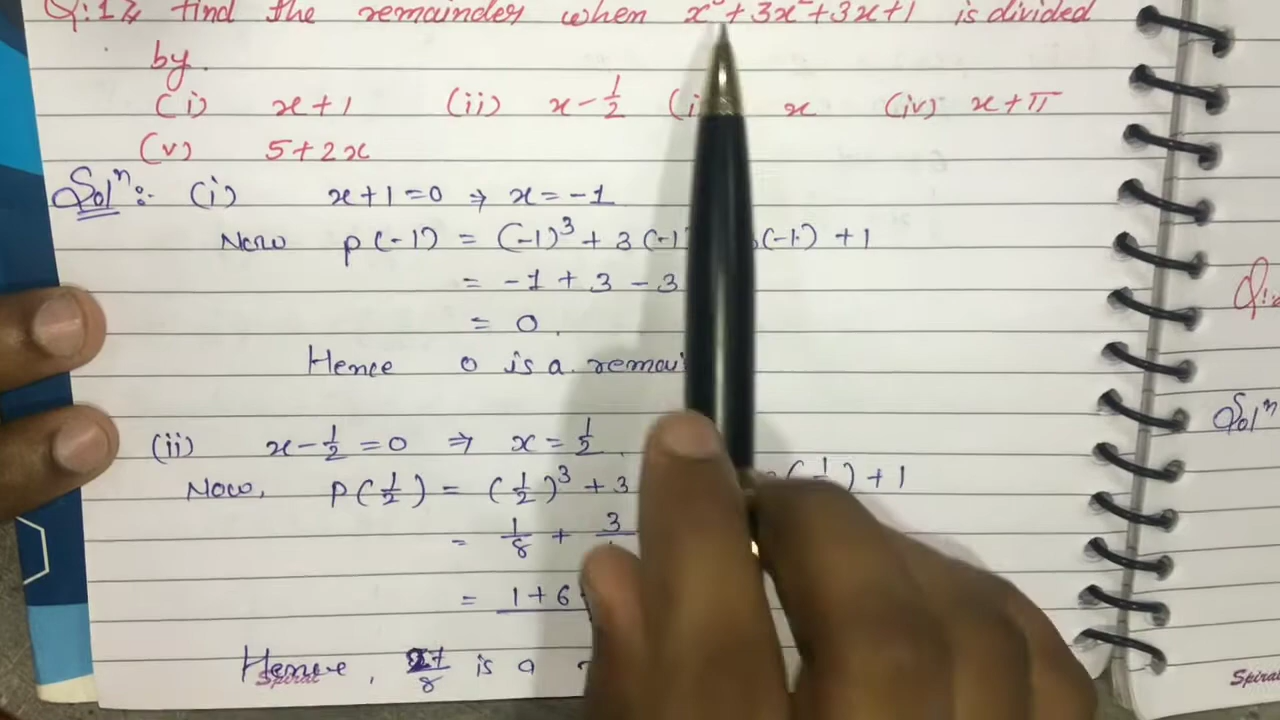 Q:1 Find the remainder when x³ + 3x² + 3x + 1 is divided
by.
(i) x + 1 (ii) x - 1/2 (i x (iv) x + π
(v) 5 + 2x
Solⁿ:- (i) x + 1 = 0 ⇒ x = -1
Now P(-1) = (-1)³ + 3(-1) (-1) + 1
= -1 + 3 - 3
= 0.
Hence 0 is a
(ii) x - 1/2 = 0 ⇒ x = 1/2
Now, P(1/2) = (1/2)³ + 3 + 1
= 1/8 + 3
= 1 + 6
Hence, 27/8 is a
Spiral
Q:
Solⁿ
Spiral